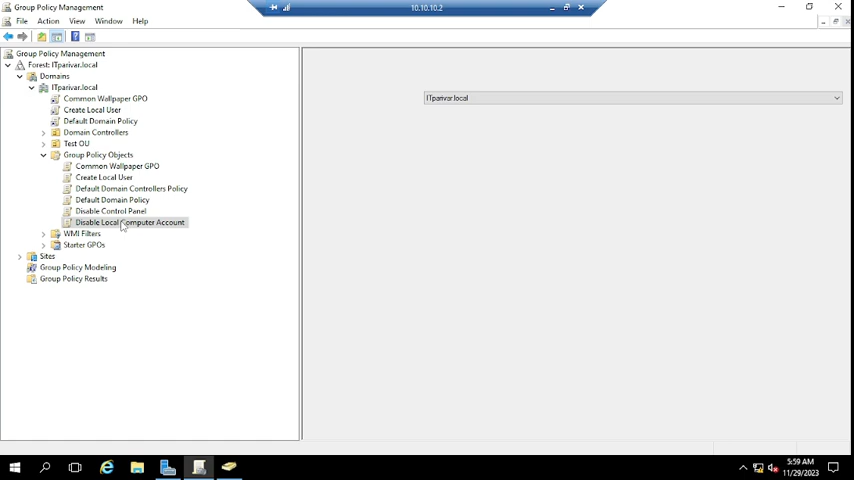 Group Policy Management
10.10.10.2
File Action View Window Help
Group Policy Management
Forest: ITparivar.local
Domains
ITparivar.local
ITparivar.local
Common Wallpaper GPO
Create Local User
Default Domain Policy
Domain Controllers
Test OU
Group Policy Objects
Common Wallpaper GPO
Create Local User
Default Domain Controllers Policy
Default Domain Policy
Disable Control Panel
Disable Local Computer Account
WMI Filters
Starter GPOs
Sites
Group Policy Modeling
Group Policy Results
5:59 AM
11/29/2023